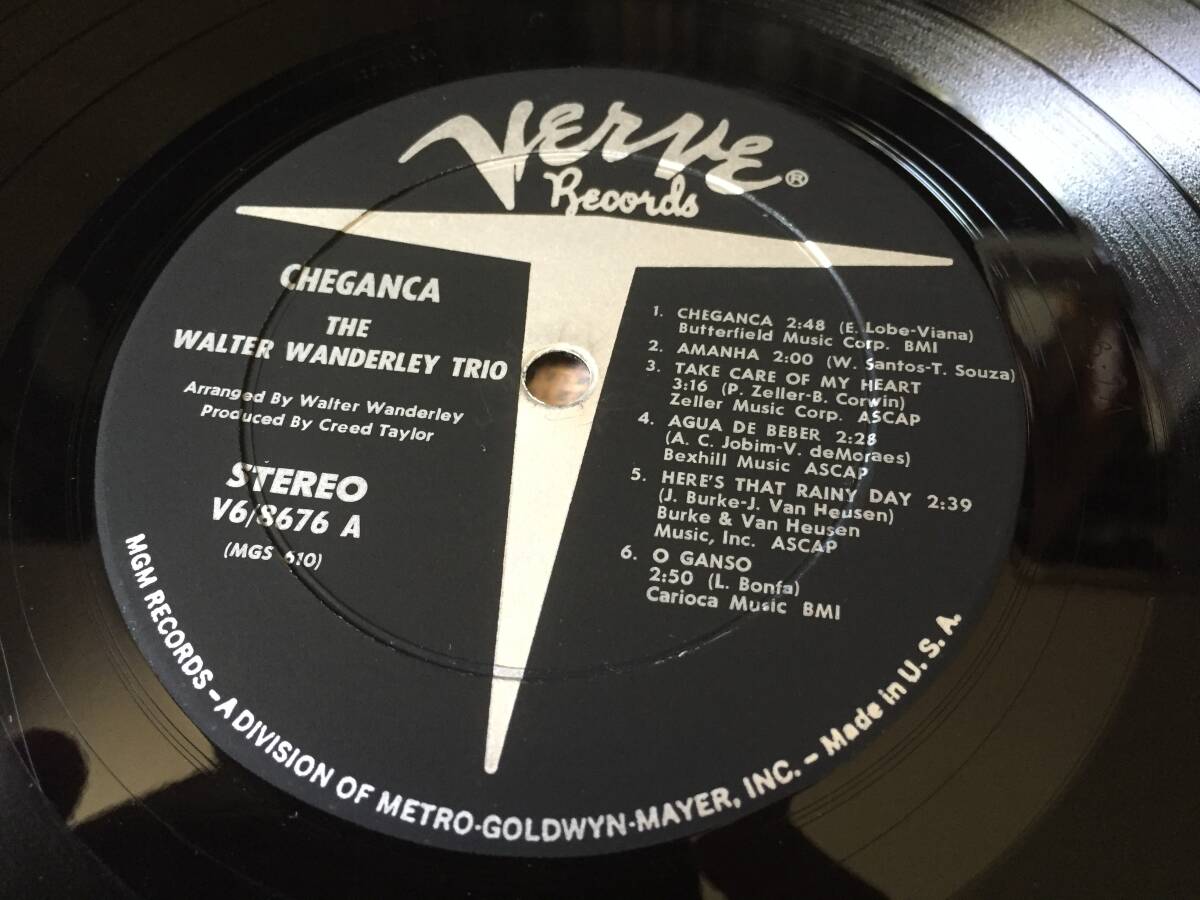 Verve®
Records
CHEGANCA
THE
WALTER WANDERLEY TRIO
Arranged By Walter Wanderley
Produced By Creed Taylor
STEREO
V6/8676 A
(MGS 610)
1. CHEGANCA 2:48 (E. Lobe-Viana)
Butterfield Music Corp. BMI
2. AMANHA 2:00 (W. Santos-T. Souza)
3. TAKE CARE OF MY HEART
3:16 (P. Zeller-B. Corwin)
Zeller Music Corp. ASCAP
4. AGUA DE BEBER 2:28
(A. C. Jobim-V. deMoraes)
Bexhill Music ASCAP
5. HERE'S THAT RAINY DAY 2:39
(J. Burke-J. Van Heusen)
Burke & Van Heusen
Music, Inc. ASCAP
6. O GANSO
2:50 (L. Bonfa)
Carioca Music BMI
MGM RECORDS – A DIVISION OF METRO-GOLDWYN-MAYER, INC. – Made in U. S. A.